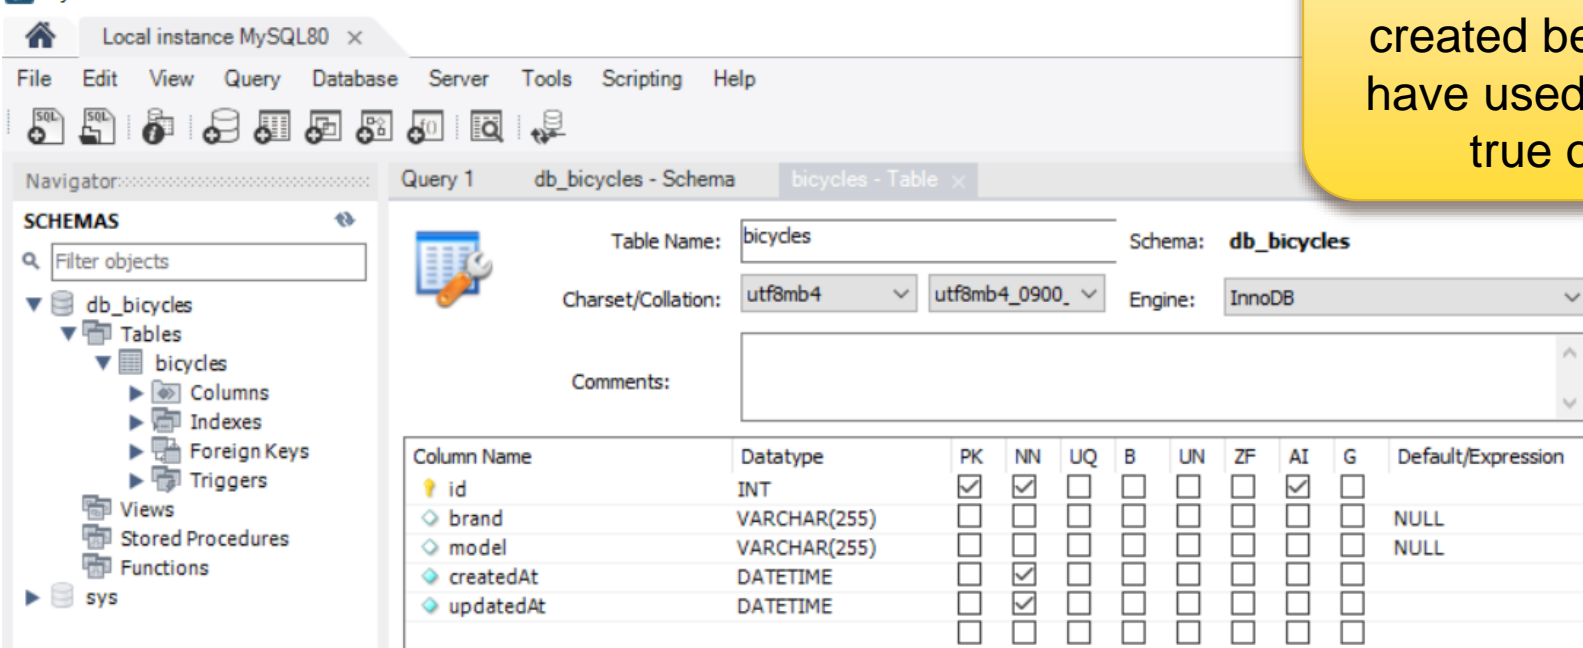 Local instance MySQL80 ×
created be
have used
true
File Edit View Query Database Server Tools Scripting Help
Navigator
Query 1 db_bicycles - Schema bicycles - Table ×
SCHEMAS
Filter objects
db_bicycles
Tables
bicycles
Columns
Indexes
Foreign Keys
Triggers
Views
Stored Procedures
Functions
sys
Table Name: bicycles Schema: db_bicycles
Charset/Collation: utf8mb4 utf8mb4_0900_ Engine: InnoDB
Comments:
Column Name Datatype PK NN UQ B UN ZF AI G Default/Expression
id INT
brand VARCHAR(255) NULL
model VARCHAR(255) NULL
createdAt DATETIME
updatedAt DATETIME